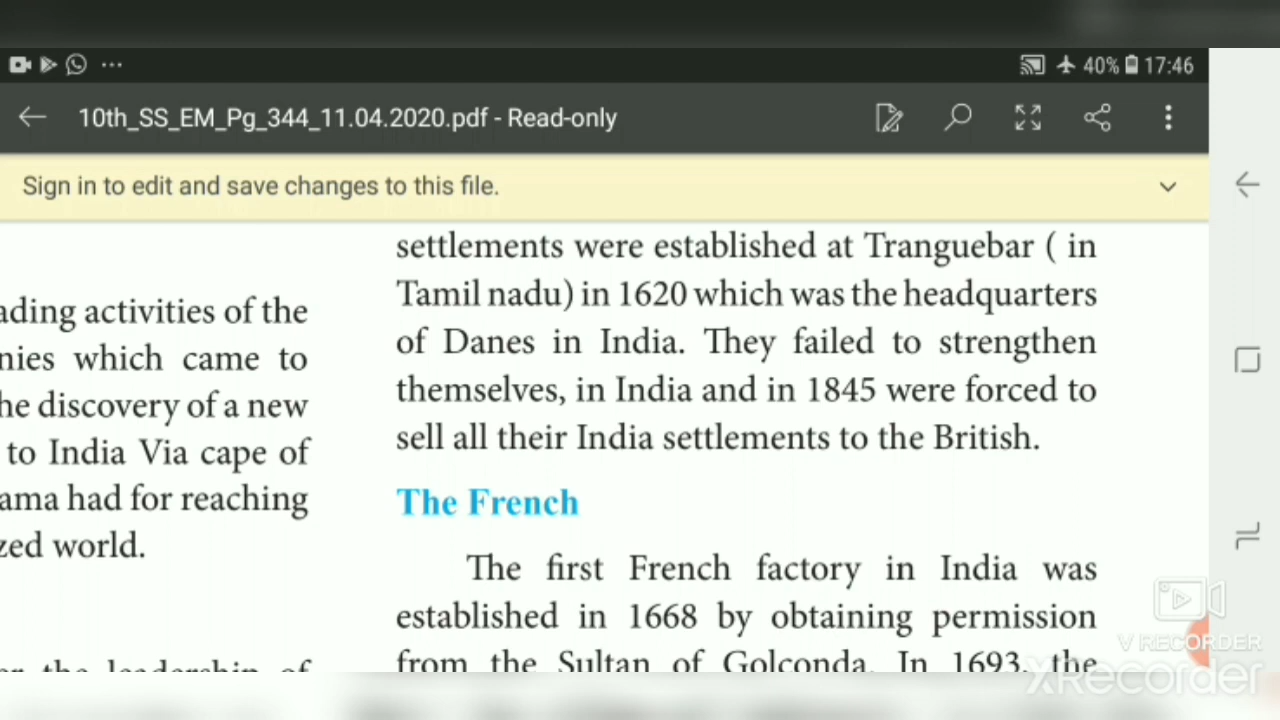 40% 17:46
10th_SS_EM_Pg_344_11.04.2020.pdf - Read-only
Sign in to edit and save changes to this file.
ading activities of the
nies which came to
he discovery of a new
to India Via cape of
ama had for reaching
zed world.
er the leadership of
settlements were established at Tranguebar ( in
Tamil nadu) in 1620 which was the headquarters
of Danes in India. They failed to strengthen
themselves, in India and in 1845 were forced to
sell all their India settlements to the British.
The French
The first French factory in India was
established in 1668 by obtaining permission
from the Sultan of Golconda. In 1693, the
V RECORDER
XRecorder